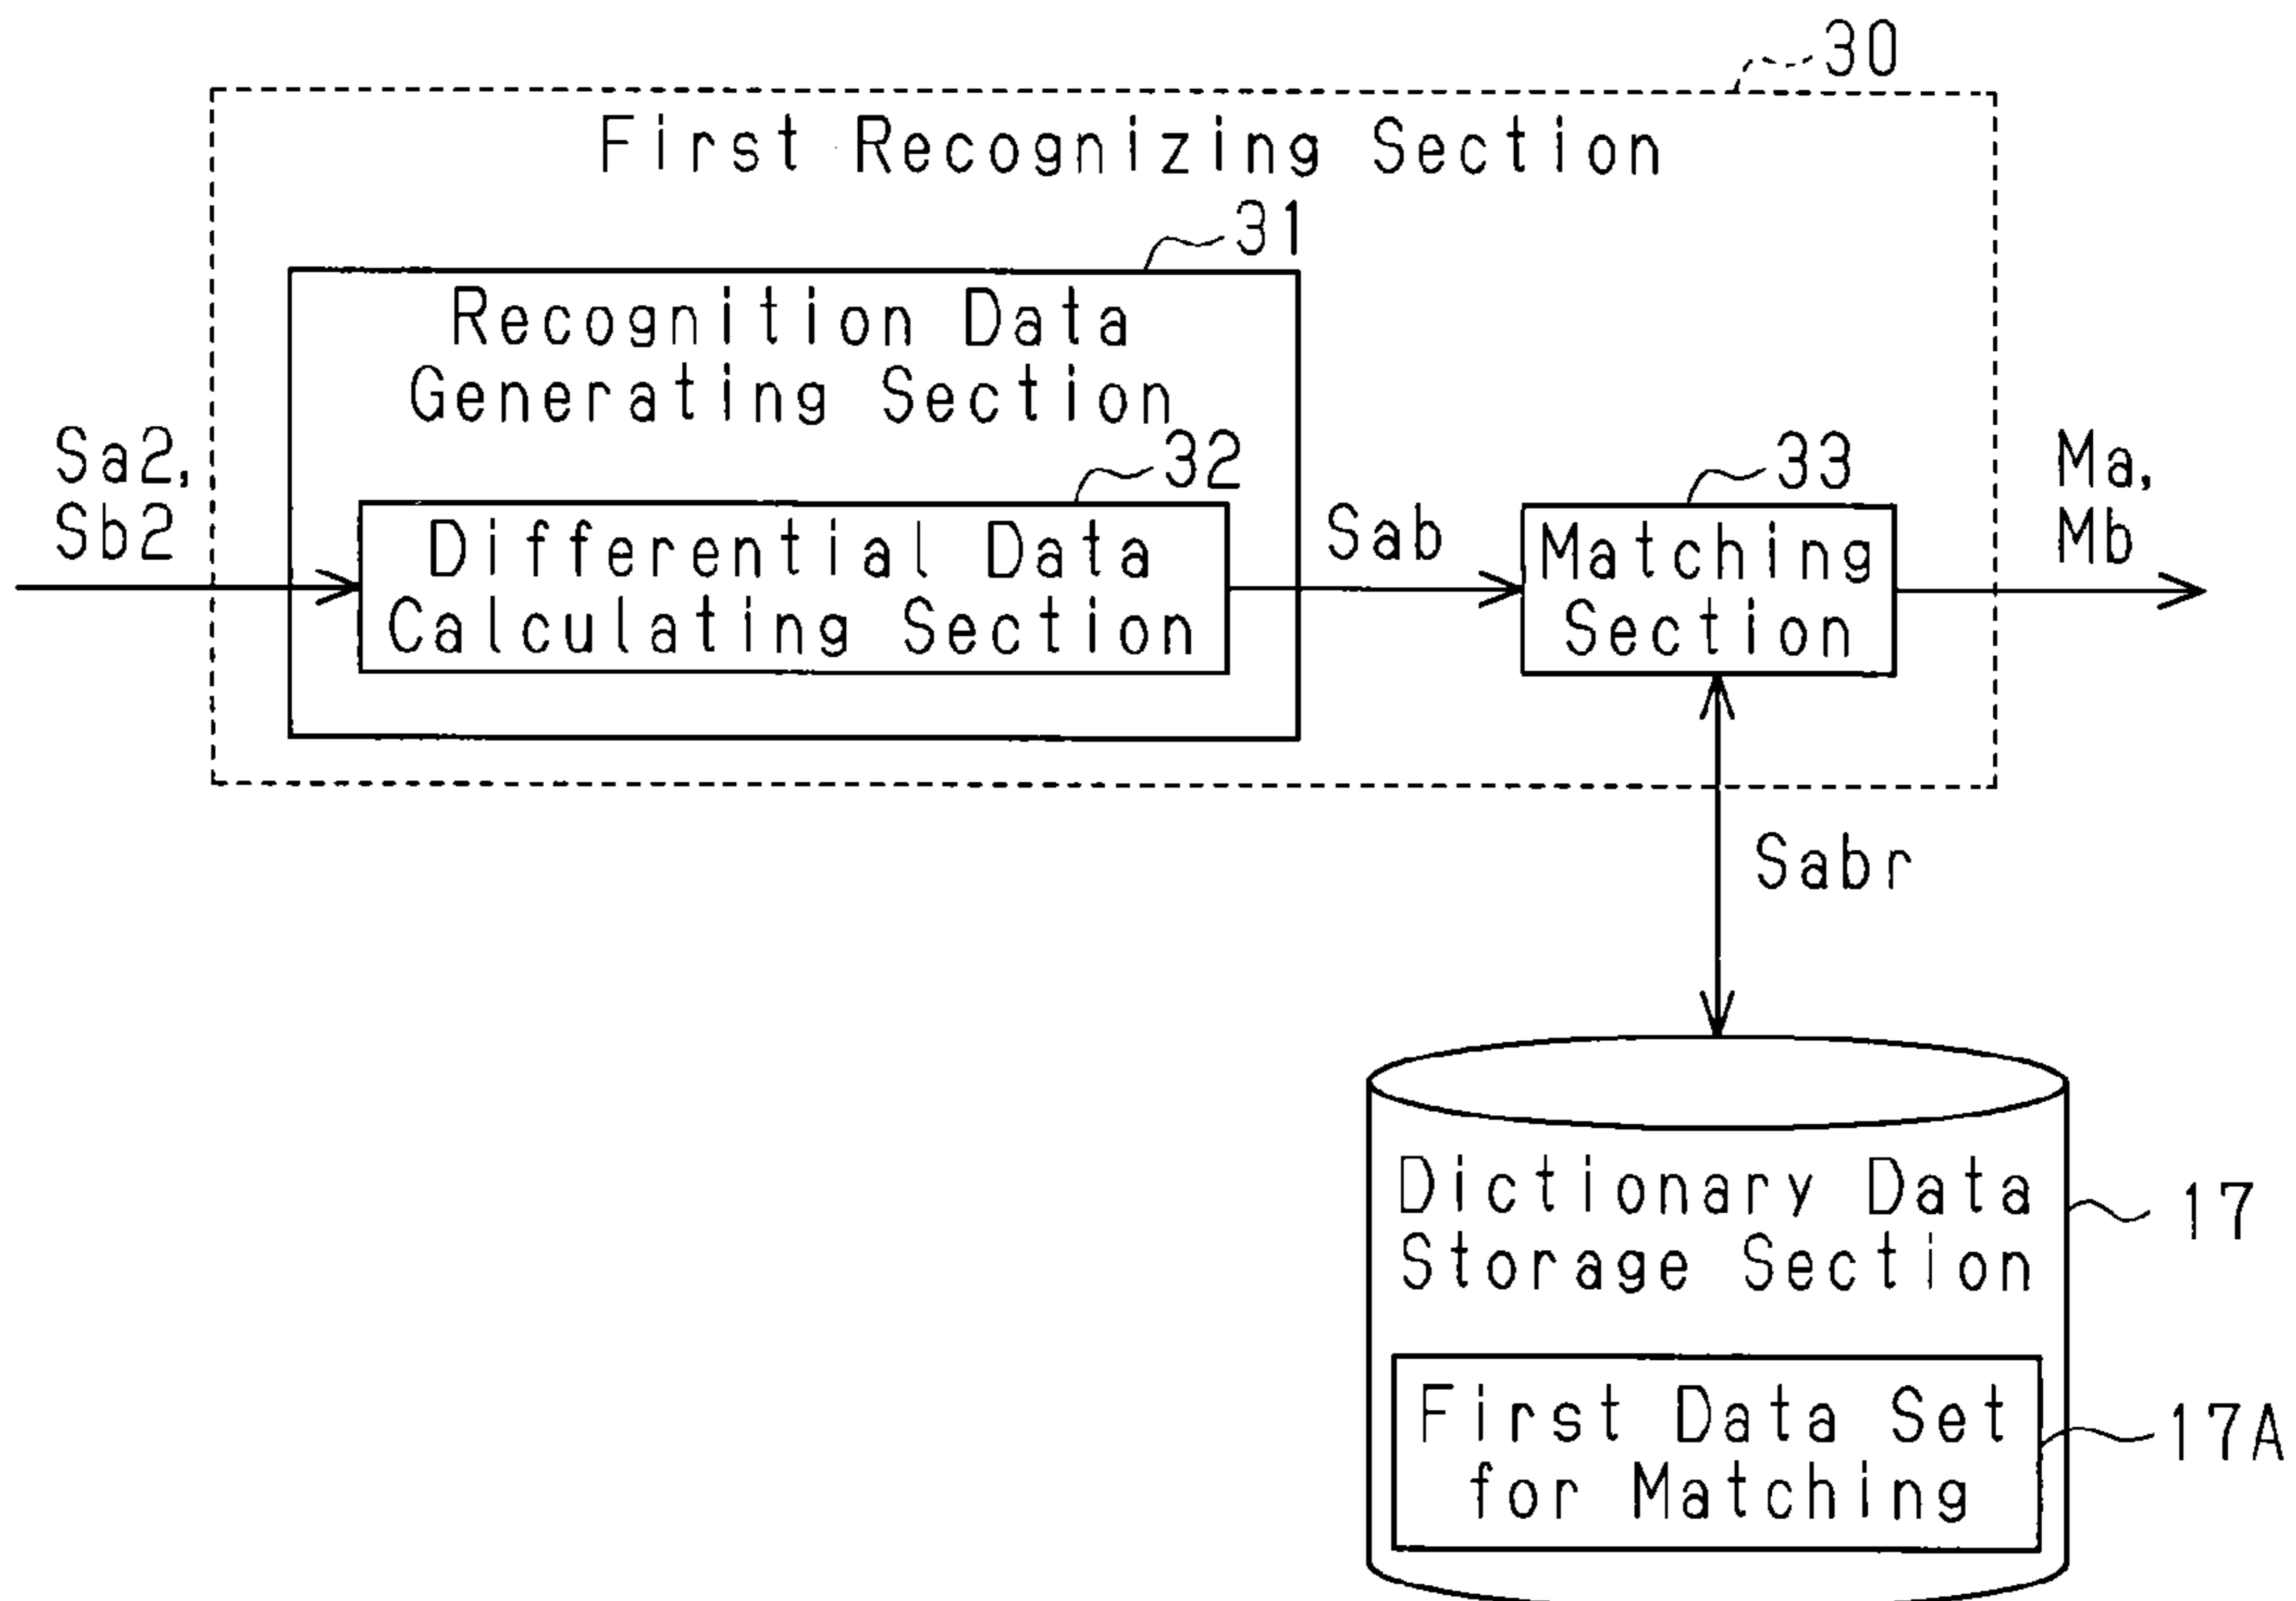 30
First Recognizing Section
31
Recognition Data
Generating Section
Sa2,
Sb2
32
Differential Data
Calculating Section
Sab
33
Matching
Section
Ma,
Mb
Sabr
Dictionary Data
Storage Section
17
First Data Set
for Matching
17A